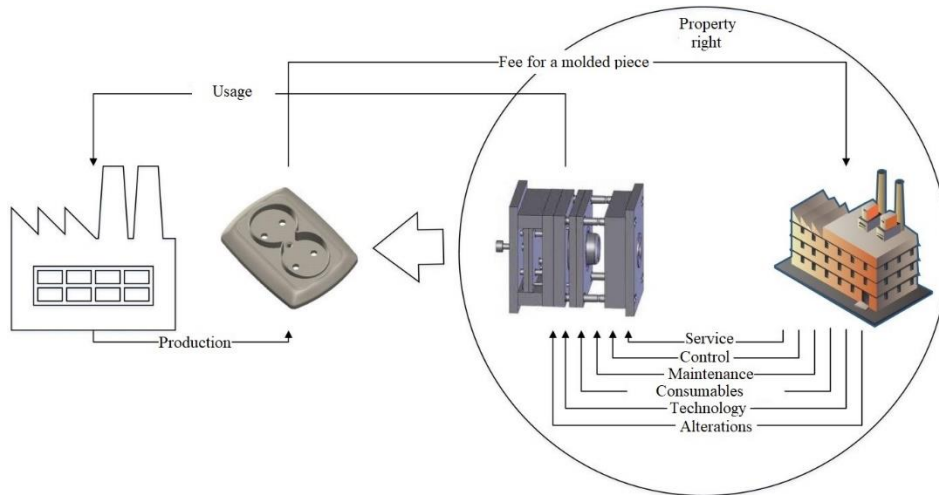 Property
right
Fee for a molded piece
Usage
Production
Service
Control
Maintenance
Consumables
Technology
Alterations